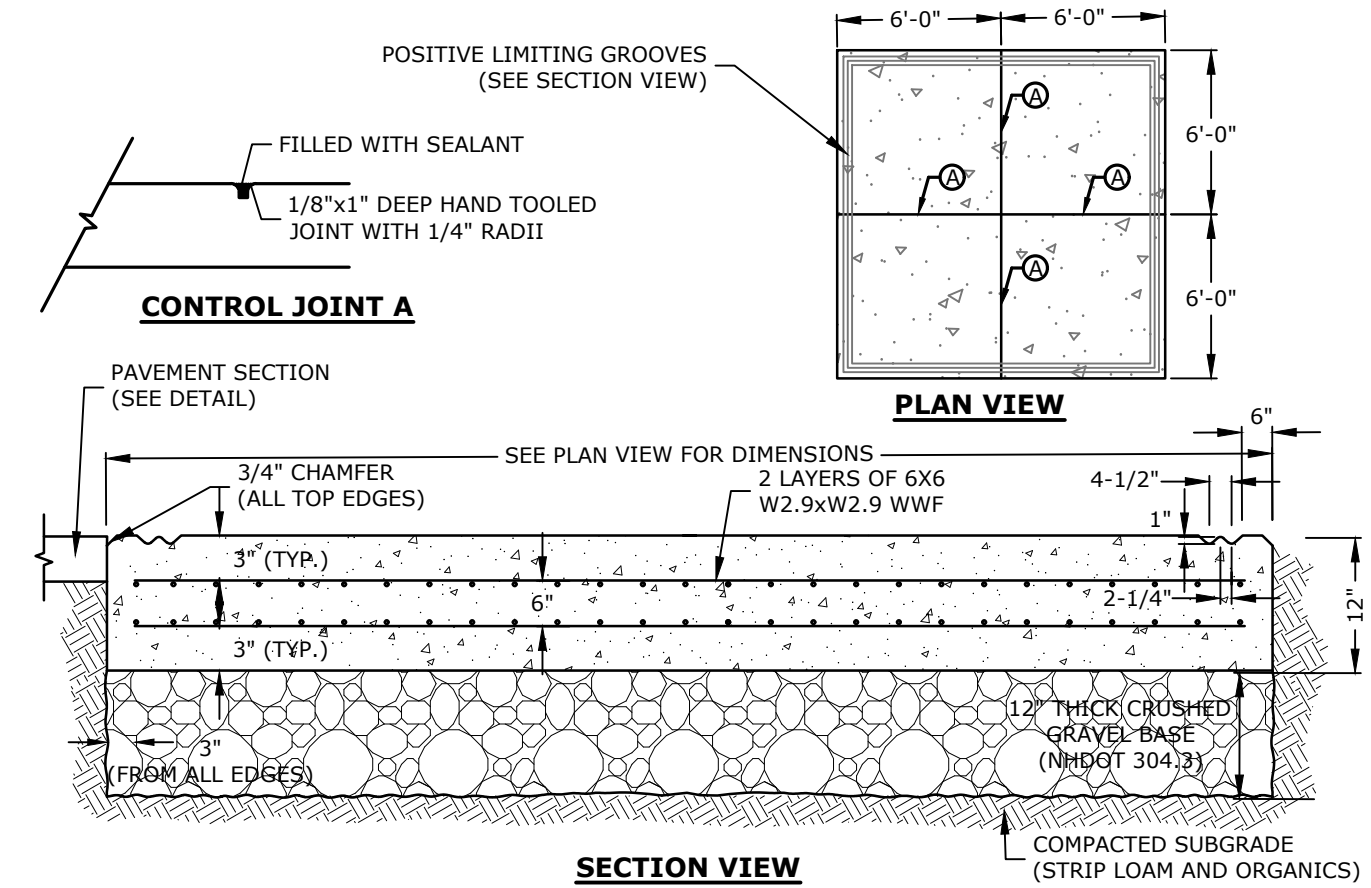 6'-0"
6'-0"
POSITIVE LIMITING GROOVES
(SEE SECTION VIEW)
A
6'-0"
A
A
A
6'-0"
PLAN VIEW
FILLED WITH SEALANT
1/8"x1" DEEP HAND TOOLED
JOINT WITH 1/4" RADII
CONTROL JOINT A
PAVEMENT SECTION
(SEE DETAIL)
SEE PLAN VIEW FOR DIMENSIONS
6"
3/4" CHAMFER
(ALL TOP EDGES)
2 LAYERS OF 6X6
W2.9xW2.9 WWF
4-1/2"
1"
3" (TYP.)
6"
2-1/4"
12"
3" (TYP.)
12" THICK CRUSHED
GRAVEL BASE
(NHDOT 304.3)
3"
(FROM ALL EDGES)
COMPACTED SUBGRADE
(STRIP LOAM AND ORGANICS)
SECTION VIEW